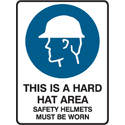 THIS IS A HARD
HAT AREA
SAFETY HELMETS
MUST BE WORN